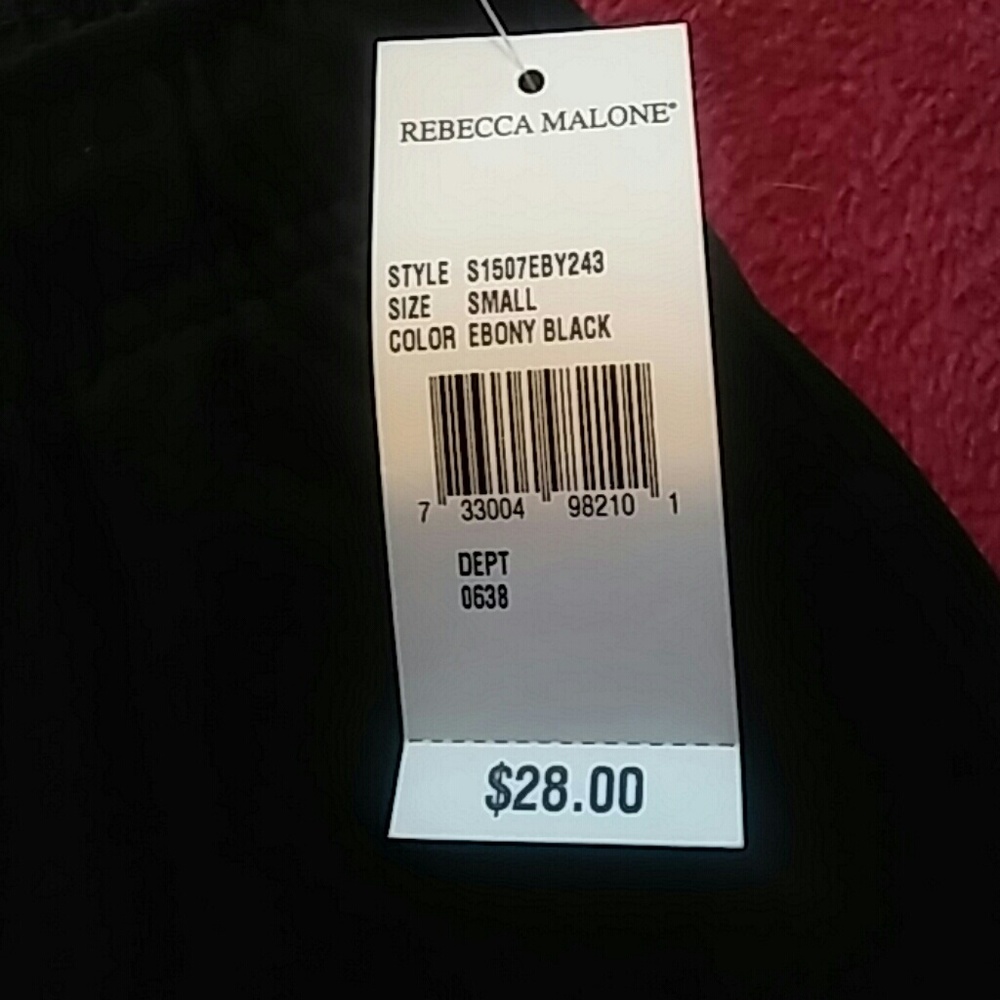 REBECCA MALONE®
STYLE S1507EBY243
SIZE SMALL
COLOR EBONY BLACK
7 33004 98210 1
DEPT
0638
$28.00